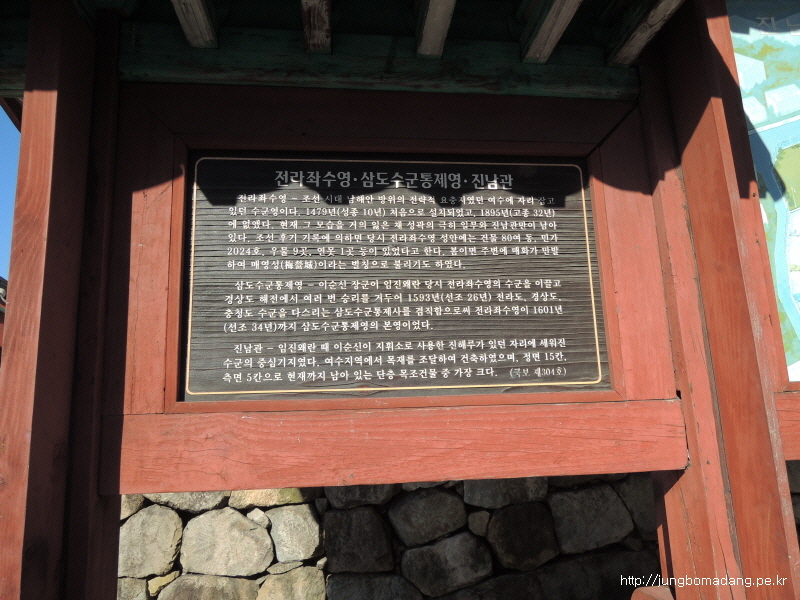 전라좌수영·삼도수군통제영·진남관
전라좌수영 - 조선 시대 남해안 방위의 전략적 요충지였던 여수에 자리 잡고
있던 수군영이다. 1479년(성종 10년) 처음으로 설치되었고, 1895년(고종 32년)
에 없앴다. 현재 그 모습을 거의 잃은 채 성곽의 극히 일부와 진남관만이 남아
있다. 조선 후기 기록에 의하면 당시 전라좌수영 성안에는 건물 80여 동, 민가
2024호, 우물 9곳, 연못 1곳 등이 있었다고 한다. 봄이면 주변에 매화가 만발
하여 매영성(梅營城)이라는 별칭으로 불리기도 하였다.
삼도수군통제영 - 이순신 장군이 임진왜란 당시 전라좌수영의 수군을 이끌고
경상도 해전에서 여러 번 승리를 거두어 1593년(선조 26년) 전라도, 경상도,
충청도 수군을 다스리는 삼도수군통제사를 겸직함으로써 전라좌수영이 1601년
(선조 34년)까지 삼도수군통제영의 본영이었다.
진남관 - 임진왜란 때 이순신이 지휘소로 사용한 진해루가 있던 자리에 세워진
수군의 중심기지였다. 여수지역에서 목재를 조달하여 건축하였으며, 정면 15칸,
측면 5칸으로 현재까지 남아 있는 단층 목조건물 중 가장 크다. (국보 제304호)
http://jungbomadang.pe.kr